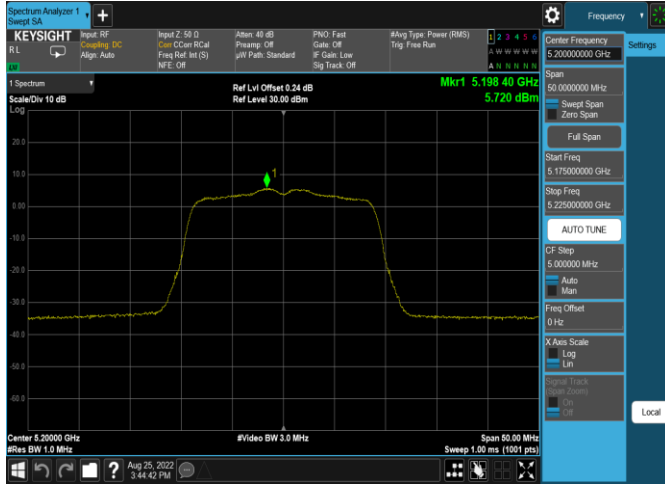 Spectrum Analyzer 1
Swept SA
+
Frequency
KEYSIGHT
RL
Input: RF
Coupling: DC
Align: Auto
Input Z: 50 Ω
Corr CCorr RCal
Freq Ref: Int (S)
NFE: Off
Atten: 40 dB
Preamp: Off
µW Path: Standard
PNO: Fast
Gate: Off
IF Gain: Low
Sig Track: Off
#Avg Type: Power (RMS)
Trig: Free Run
1 2 3 4 5 6
A W W W W W
A N N N N N
1 Spectrum
Scale/Div 10 dB
Log
Ref Lvl Offset 0.24 dB
Ref Level 30.00 dBm
Mkr1 5.198 40 GHz
5.720 dBm
1
20.0
10.0
0.00
-10.0
-20.0
-30.0
-40.0
-50.0
-60.0
Center 5.20000 GHz
#Res BW 1.0 MHz
#Video BW 3.0 MHz
Span 50.00 MHz
Sweep 1.00 ms (1001 pts)
Aug 25, 2022
3:44:42 PM
Center Frequency
5.200000000 GHz
Span
50.0000000 MHz
Swept Span
Zero Span
Full Span
Start Freq
5.175000000 GHz
Stop Freq
5.225000000 GHz
AUTO TUNE
CF Step
5.000000 MHz
Auto
Man
Freq Offset
0 Hz
X Axis Scale
Log
Lin
Signal Track
(Span Zoom)
On
Off
Settings
Local